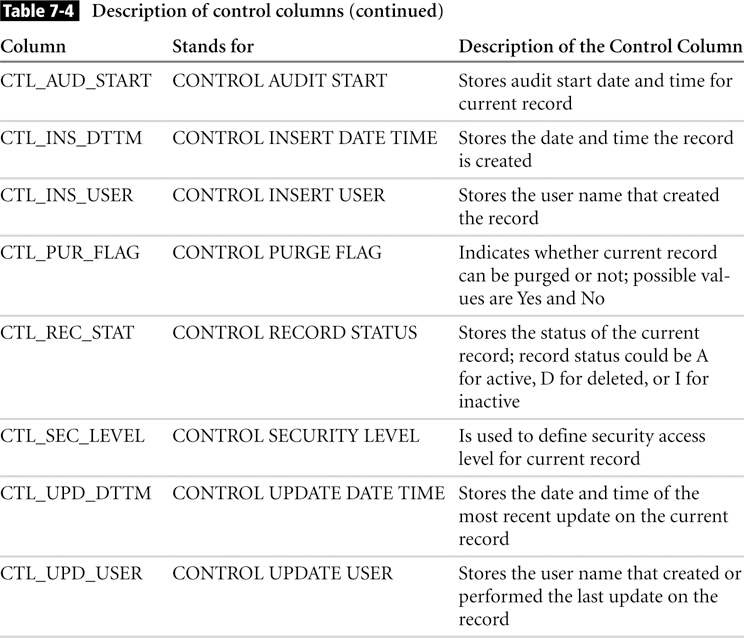 Table 7-4 Description of control columns (continued)
Column Stands for Description of the Control Column
CTL_AUD_START CONTROL AUDIT START Stores audit start date and time for
current record
CTL_INS_DTTM CONTROL INSERT DATE TIME Stores the date and time the record
is created
CTL_INS_USER CONTROL INSERT USER Stores the user name that created
the record
CTL_PUR_FLAG CONTROL PURGE FLAG Indicates whether current record
can be purged or not; possible val-
ues are Yes and No
CTL_REC_STAT CONTROL RECORD STATUS Stores the status of the current
record; record status could be A
for active, D for deleted, or I for
inactive
CTL_SEC_LEVEL CONTROL SECURITY LEVEL Is used to define security access
level for current record
CTL_UPD_DTTM CONTROL UPDATE DATE TIME Stores the date and time of the
most recent update on the current
record
CTL_UPD_USER CONTROL UPDATE USER Stores the user name that created or
performed the last update on the
record